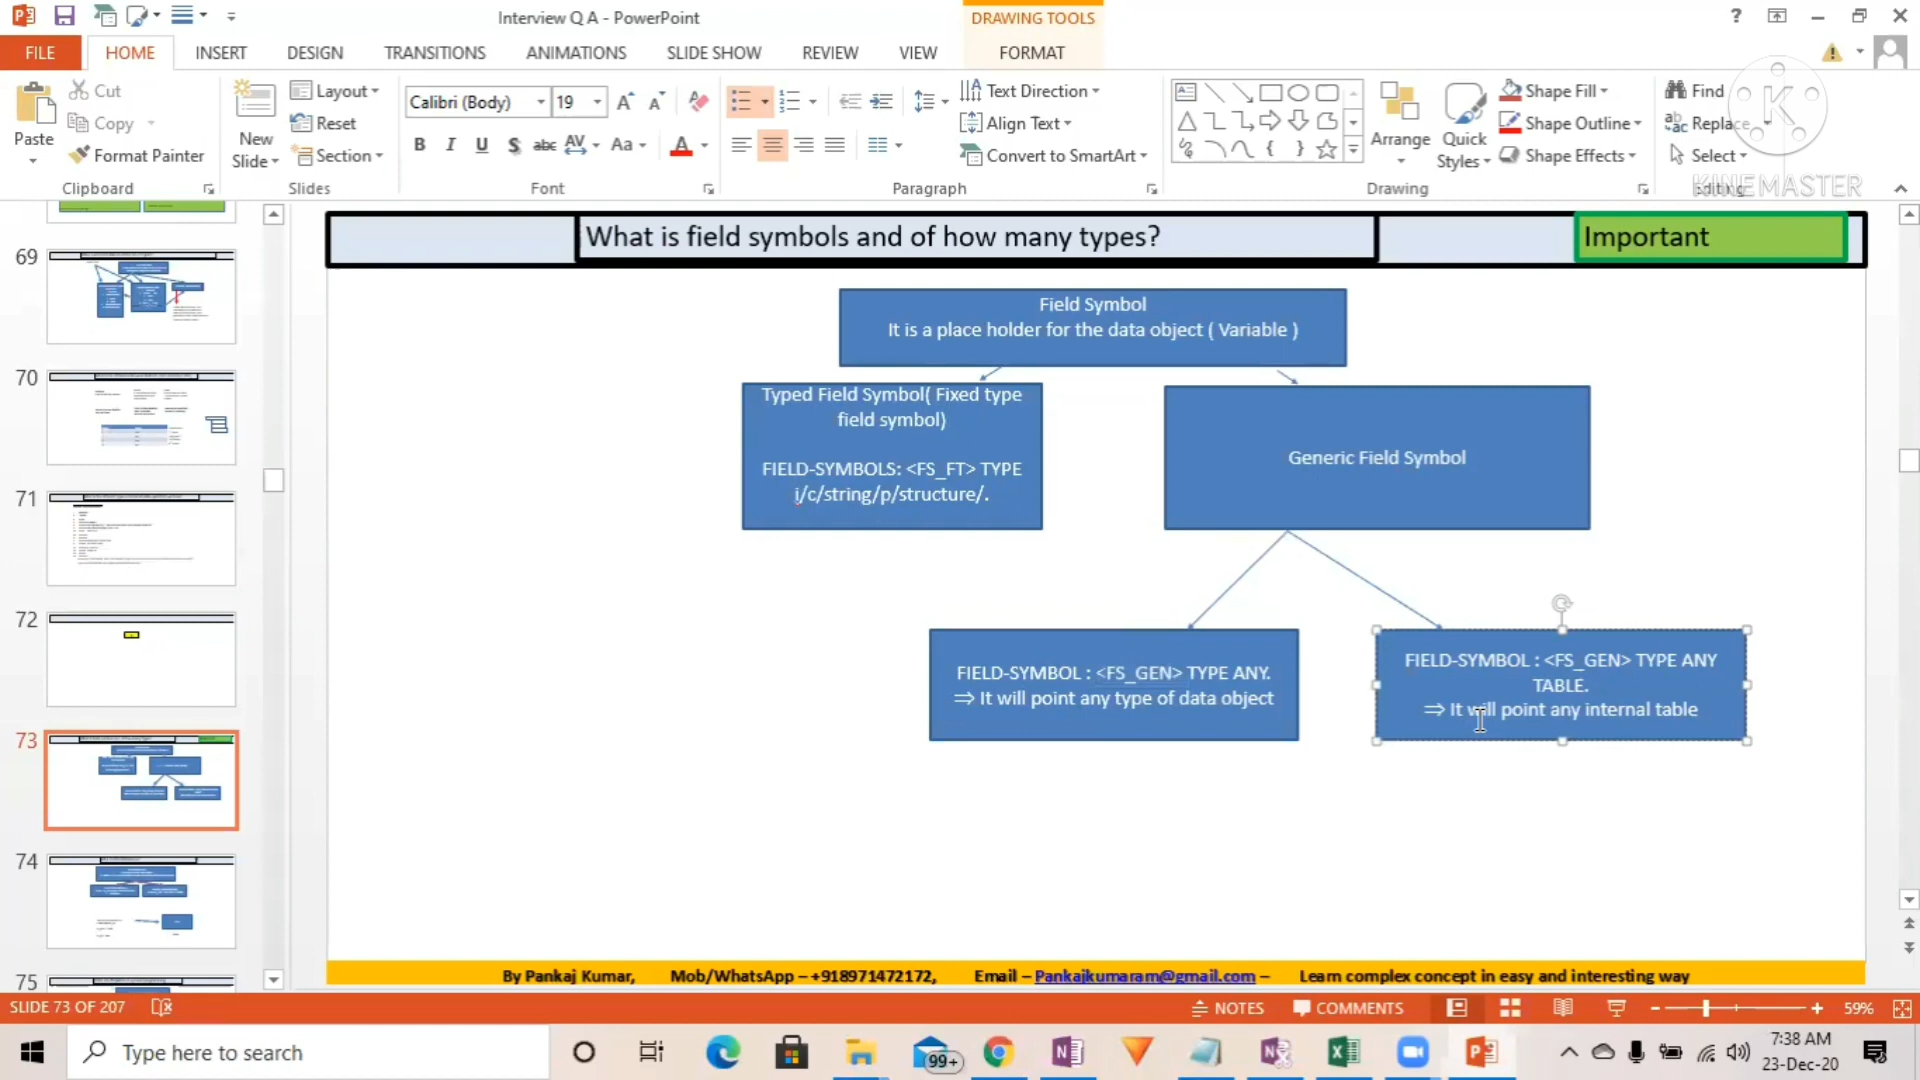 Interview Q A - PowerPoint
DRAWING TOOLS
?
FILE
HOME
INSERT
DESIGN
TRANSITIONS
ANIMATIONS
SLIDE SHOW
REVIEW
VIEW
FORMAT
Paste
Cut
Copy
Format Painter
Clipboard
New
Slide
Layout
Reset
Section
Slides
Calibri (Body)
19
B I U S abc AV Aa A
Font
Text Direction
Align Text
Convert to SmartArt
Paragraph
Arrange
Quick
Styles
Shape Fill
Shape Outline
Shape Effects
Drawing
Find
Replace
Select
Editing
KINEMASTER
69
70
71
72
73
74
75
What is field symbols and of how many types?
Important
Field Symbol
It is a place holder for the data object ( Variable )
Typed Field Symbol( Fixed type
field symbol)
FIELD-SYMBOLS: <FS_FT> TYPE
i/c/string/p/structure/.
Generic Field Symbol
FIELD-SYMBOL : <FS_GEN> TYPE ANY.
⇒ It will point any type of data object
FIELD-SYMBOL : <FS_GEN> TYPE ANY
TABLE.
⇒ It will point any internal table
By Pankaj Kumar, Mob/WhatsApp – +918971472172, Email – Pankajkumaram@gmail.com – Learn complex concept in easy and interesting way
SLIDE 73 OF 207
NOTES
COMMENTS
59%
Type here to search
99+
7:38 AM
23-Dec-20